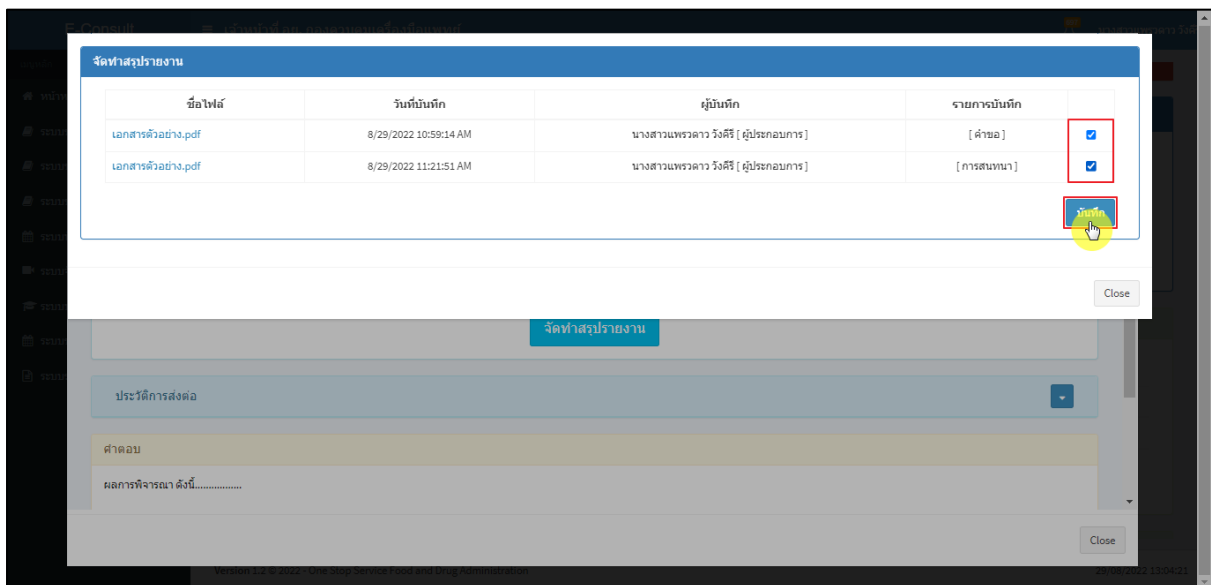 E-Consult
จัดทำสรุปรายงาน
ชื่อไฟล์ วันที่บันทึก ผู้บันทึก รายการบันทึก
เอกสารตัวอย่าง.pdf 8/29/2022 10:59:14 AM นางสาวแพรวดาว วังคีรี [ ผู้ประกอบการ ] [ คำขอ ]
เอกสารตัวอย่าง.pdf 8/29/2022 11:21:51 AM นางสาวแพรวดาว วังคีรี [ ผู้ประกอบการ ] [ การสนทนา ]
บันทึก
Close
จัดทำสรุปรายงาน
ประวัติการส่งต่อ
คำตอบ
ผลการพิจารณา ดังนี้.................
Close
Version 1.2 © 2022 - One Stop Service Food and Drug Administration
29/08/2022 13:04:21